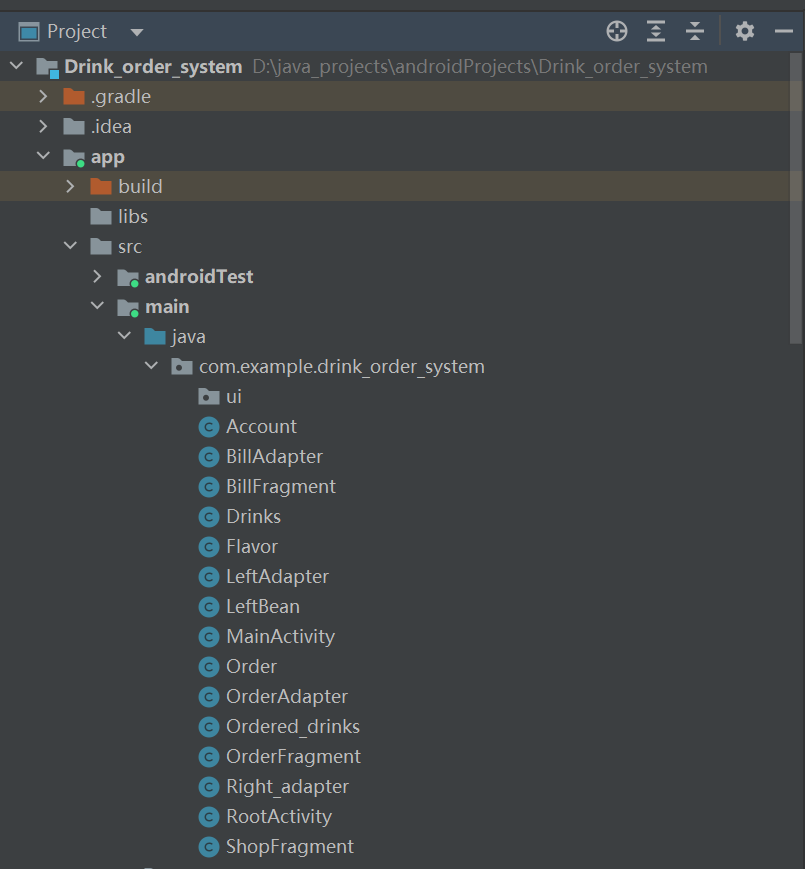 Project
Drink_order_system D:\java_projects\androidProjects\Drink_order_system
.gradle
.idea
app
build
libs
src
androidTest
main
java
com.example.drink_order_system
ui
C Account
C BillAdapter
C BillFragment
C Drinks
C Flavor
C LeftAdapter
C LeftBean
C MainActivity
C Order
C OrderAdapter
C Ordered_drinks
C OrderFragment
C Right_adapter
C RootActivity
C ShopFragment